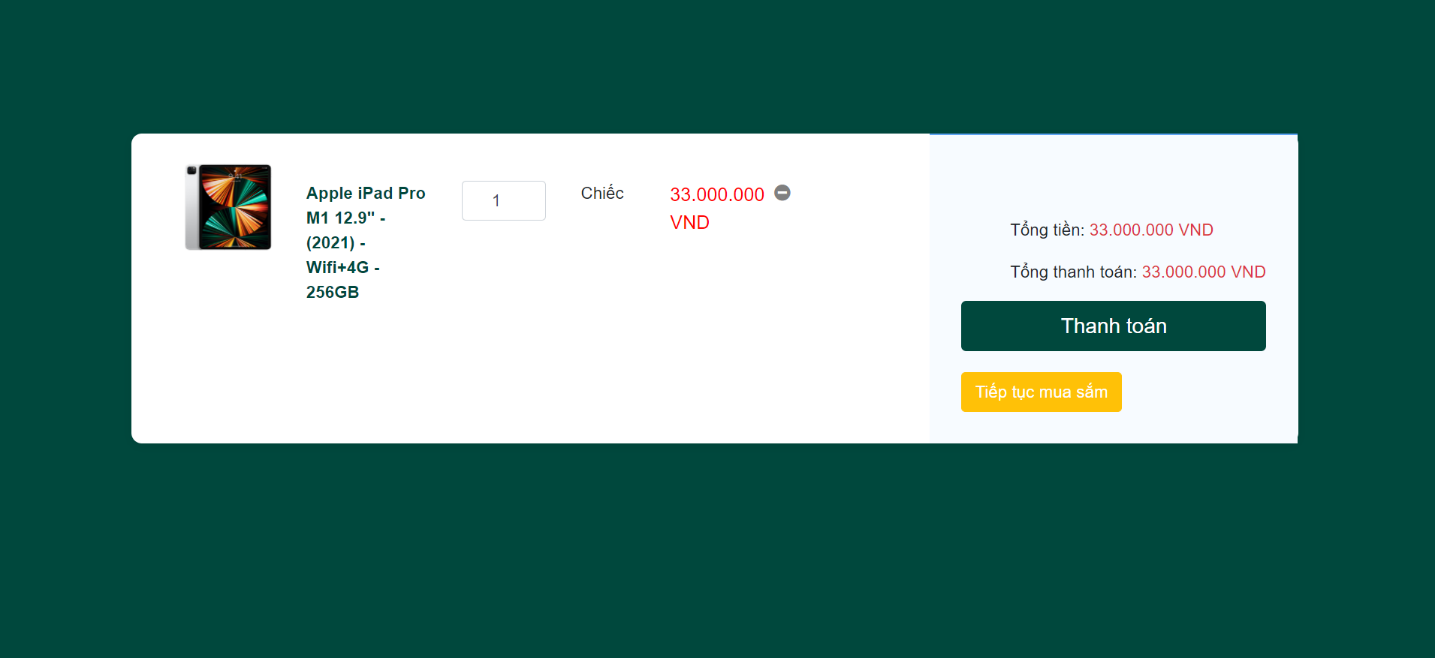 Apple iPad Pro
M1 12.9" -
(2021) -
Wifi+4G -
256GB
1
Chiếc
33.000.000
VND
Tổng tiền: 33.000.000 VND
Tổng thanh toán: 33.000.000 VND
Thanh toán
Tiếp tục mua sắm